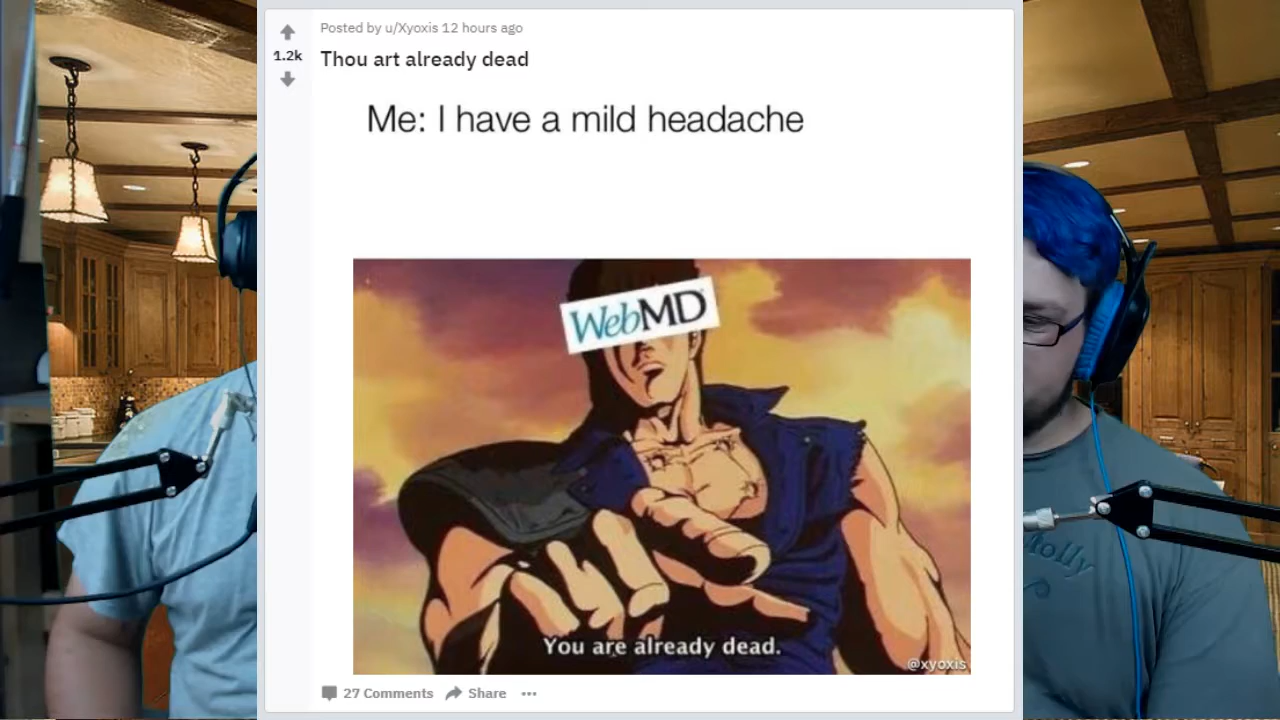 Posted by u/Xyoxis 12 hours ago
1.2k
Thou art already dead
Me: I have a mild headache
WebMD
You are already dead.
@xyoxis
27 Comments Share
Molly